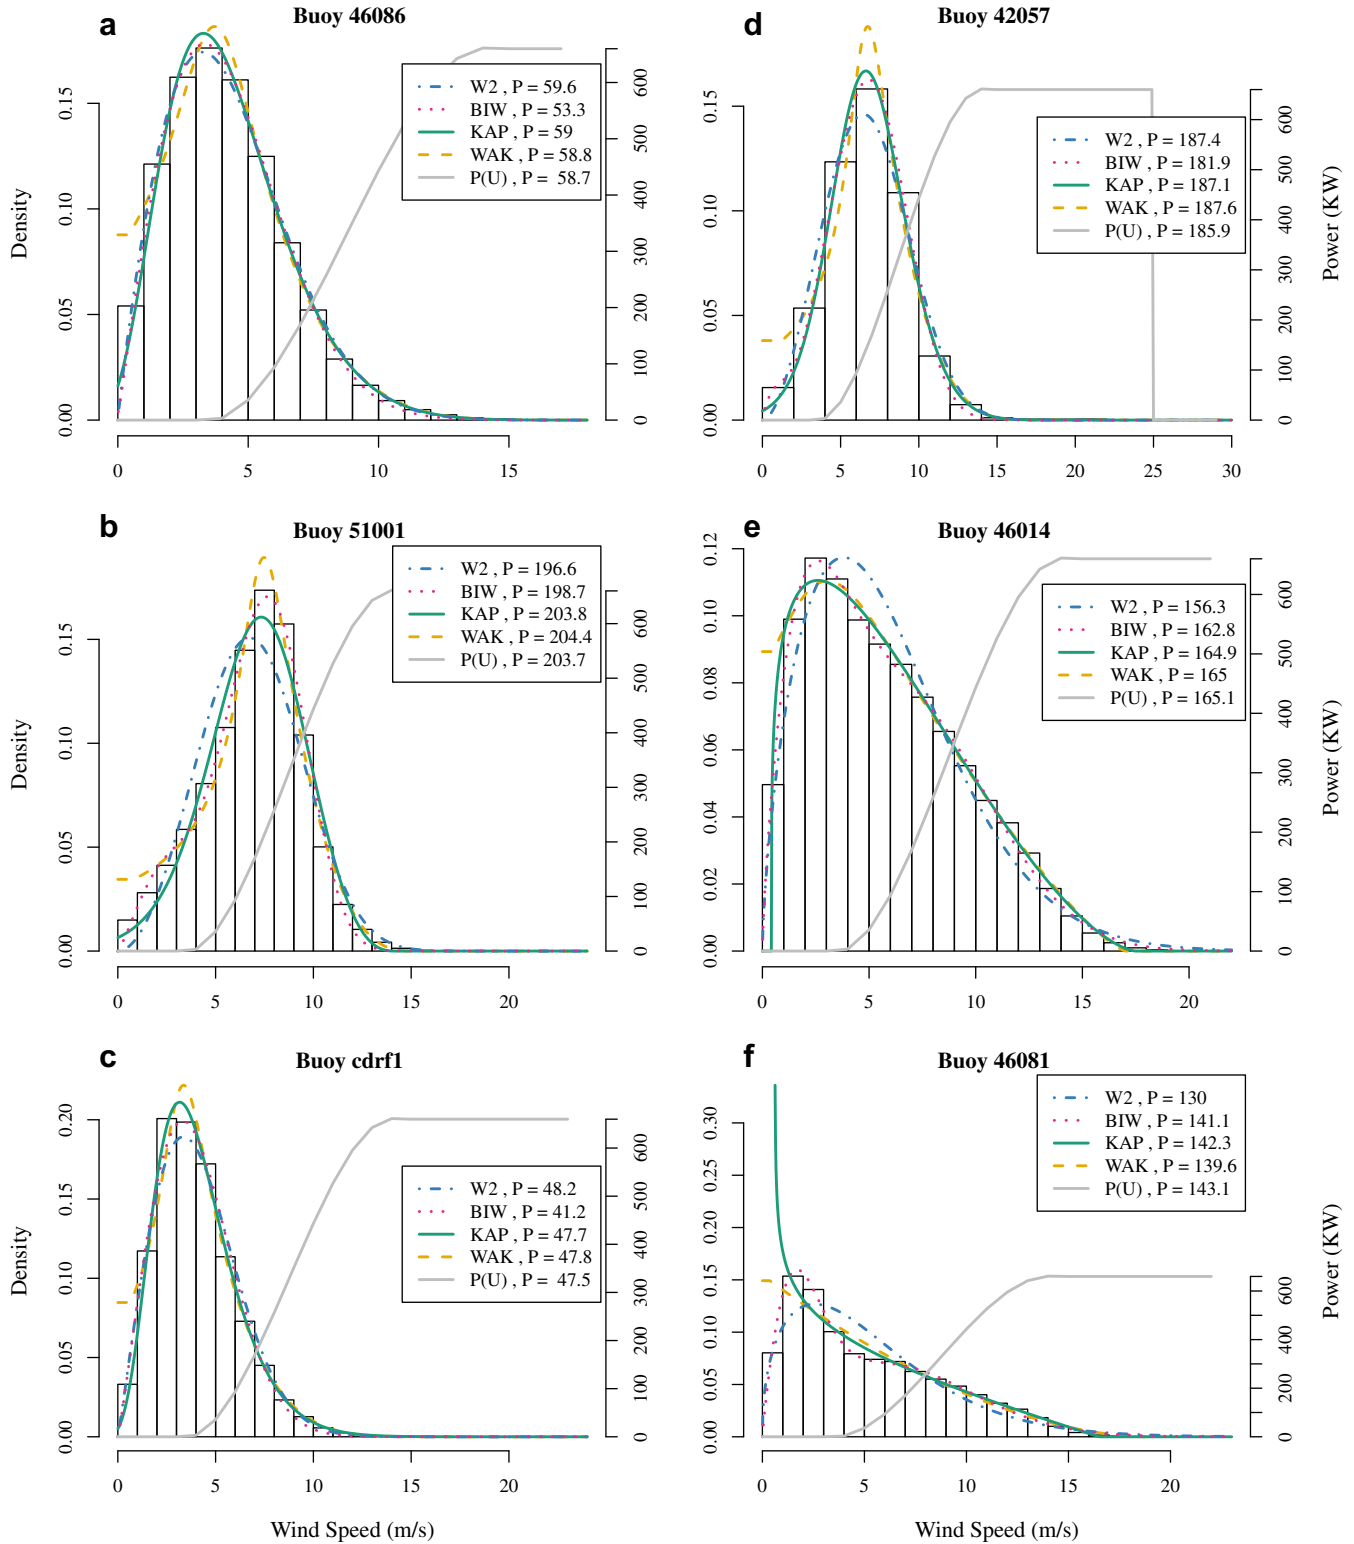 a
Buoy 46086
Density
0.00
0.05
0.10
0.15
W2 , P = 59.6
BIW , P = 53.3
KAP , P = 59
WAK , P = 58.8
P(U) , P = 58.7
0
100
200
300
400
500
600
0
5
10
15
d
Buoy 42057
0.00
0.05
0.10
0.15
W2 , P = 187.4
BIW , P = 181.9
KAP , P = 187.1
WAK , P = 187.6
P(U) , P = 185.9
0
100
200
300
400
500
600
Power (KW)
0
5
10
15
20
25
30
b
Buoy 51001
Density
0.00
0.05
0.10
0.15
W2 , P = 196.6
BIW , P = 198.7
KAP , P = 203.8
WAK , P = 204.4
P(U) , P = 203.7
0
100
200
300
400
500
600
0
5
10
15
20
e
Buoy 46014
0.00
0.02
0.04
0.06
0.08
0.10
0.12
W2 , P = 156.3
BIW , P = 162.8
KAP , P = 164.9
WAK , P = 165
P(U) , P = 165.1
0
100
200
300
400
500
600
Power (KW)
0
5
10
15
20
c
Buoy cdrf1
Density
0.00
0.05
0.10
0.15
0.20
W2 , P = 48.2
BIW , P = 41.2
KAP , P = 47.7
WAK , P = 47.8
P(U) , P = 47.5
0
100
200
300
400
500
600
0
5
10
15
20
Wind Speed (m/s)
f
Buoy 46081
0.00
0.05
0.10
0.15
0.20
0.25
0.30
W2 , P = 130
BIW , P = 141.1
KAP , P = 142.3
WAK , P = 139.6
P(U) , P = 143.1
0
200
400
600
Power (KW)
0
5
10
15
20
Wind Speed (m/s)